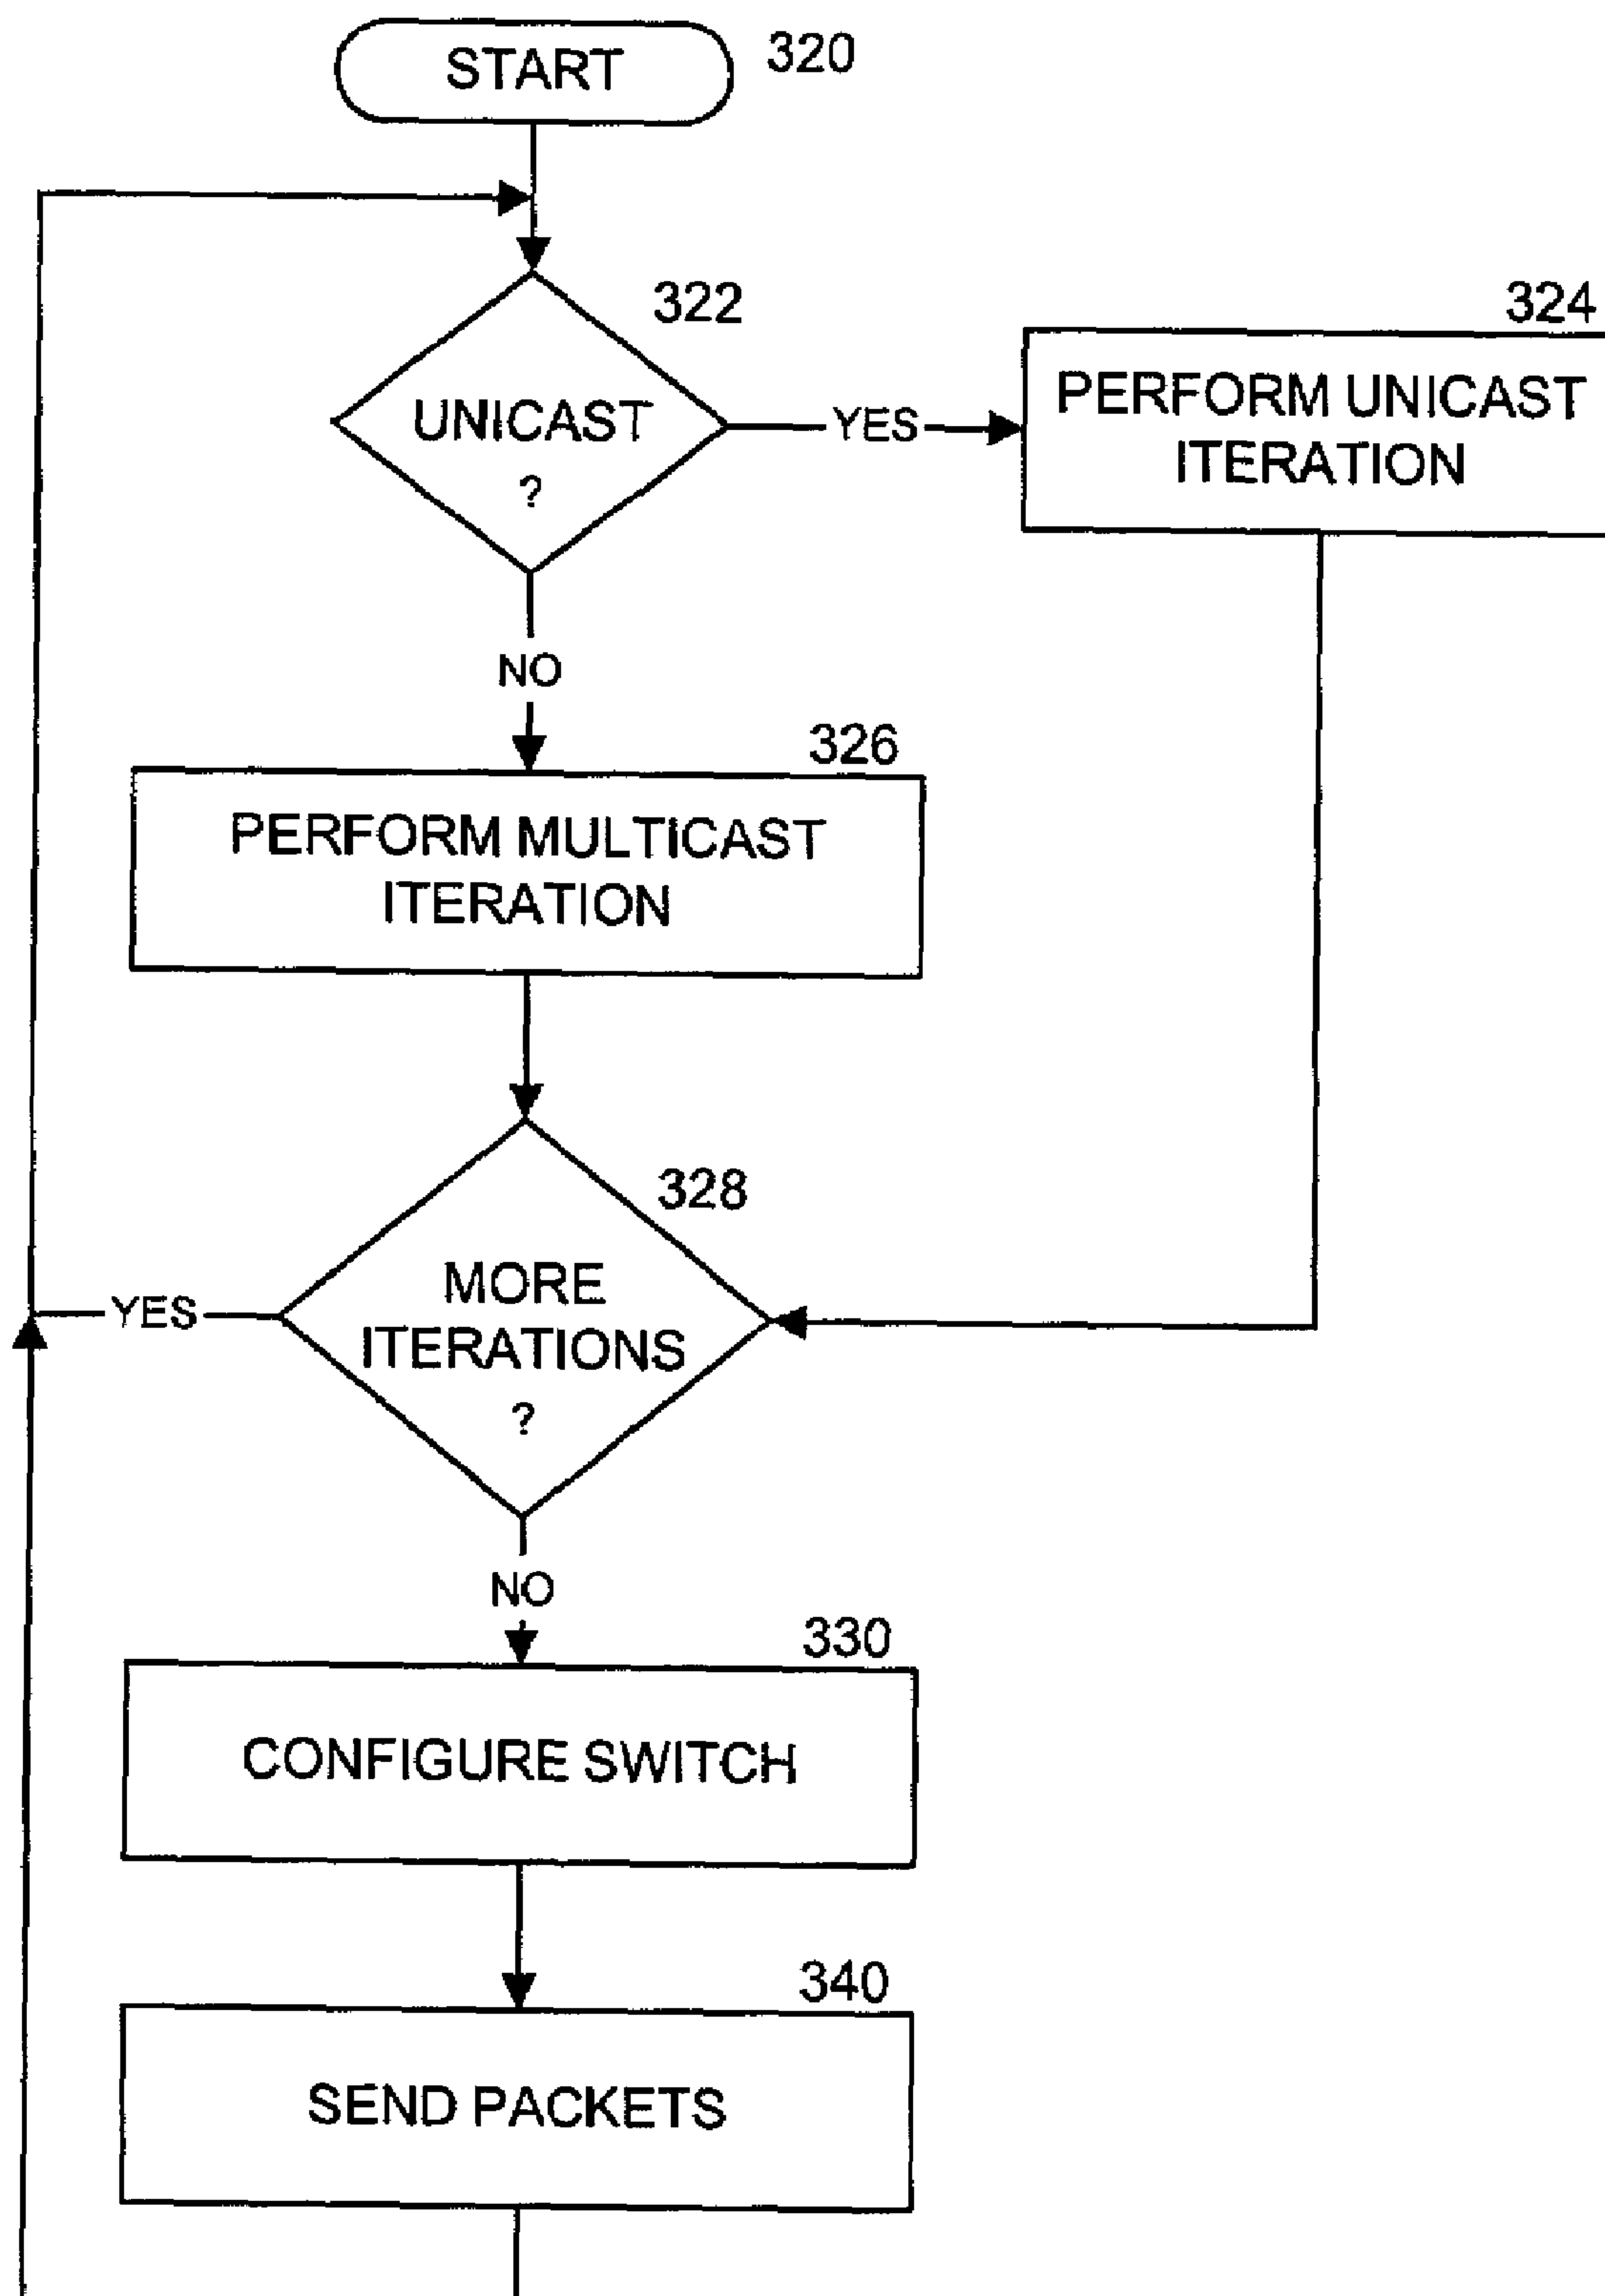 START
320
322
UNICAST
?
YES
324
PERFORM UNICAST
ITERATION
NO
326
PERFORM MULTICAST
ITERATION
328
MORE
ITERATIONS
?
YES
NO
330
CONFIGURE SWITCH
340
SEND PACKETS